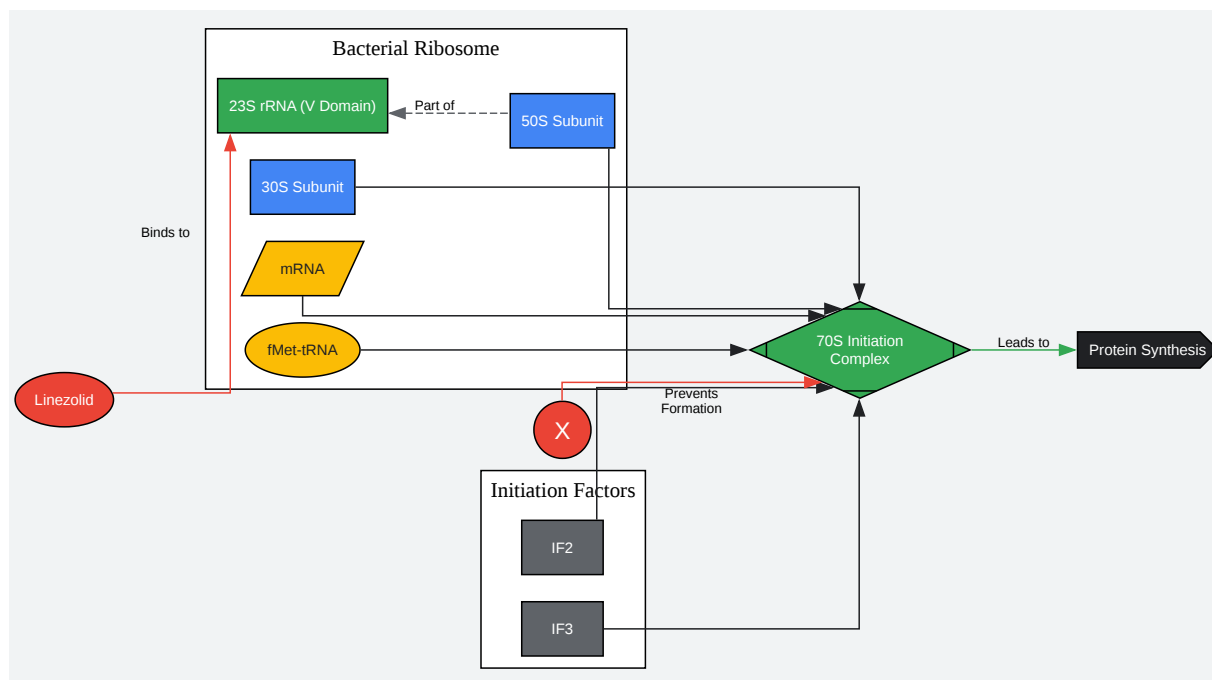 Bacterial Ribosome
23S rRNA (V Domain)
Part of
50S Subunit
30S Subunit
Binds to
mRNA
fMet-tRNA
70S Initiation
Complex
Leads to
Protein Synthesis
Linezolid
Prevents
Formation
X
Initiation Factors
IF2
IF3